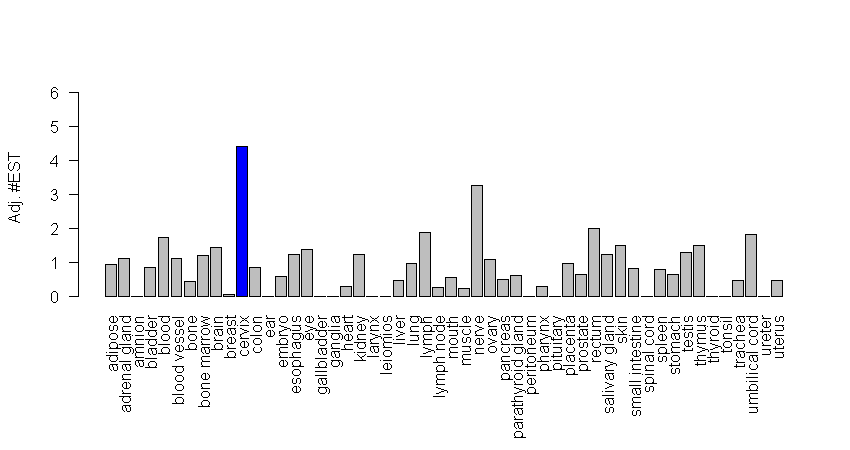 Adj. #EST
6
5
4
3
2
1
0
adipose
adrenal gland
amnion
bladder
blood
blood vessel
bone
bone marrow
brain
breast
cervix
colon
ear
embryo
esophagus
eye
gallbladder
ganglia
heart
kidney
larynx
leiomios
liver
lung
lymph
lymph node
mouth
muscle
nerve
ovary
pancreas
parathyroid gland
peritoneum
pharynx
pituitary
placenta
prostate
rectum
salivary gland
skin
small intestine
spinal cord
spleen
stomach
testis
thymus
thyroid
tonsil
trachea
umbilical cord
ureter
uterus